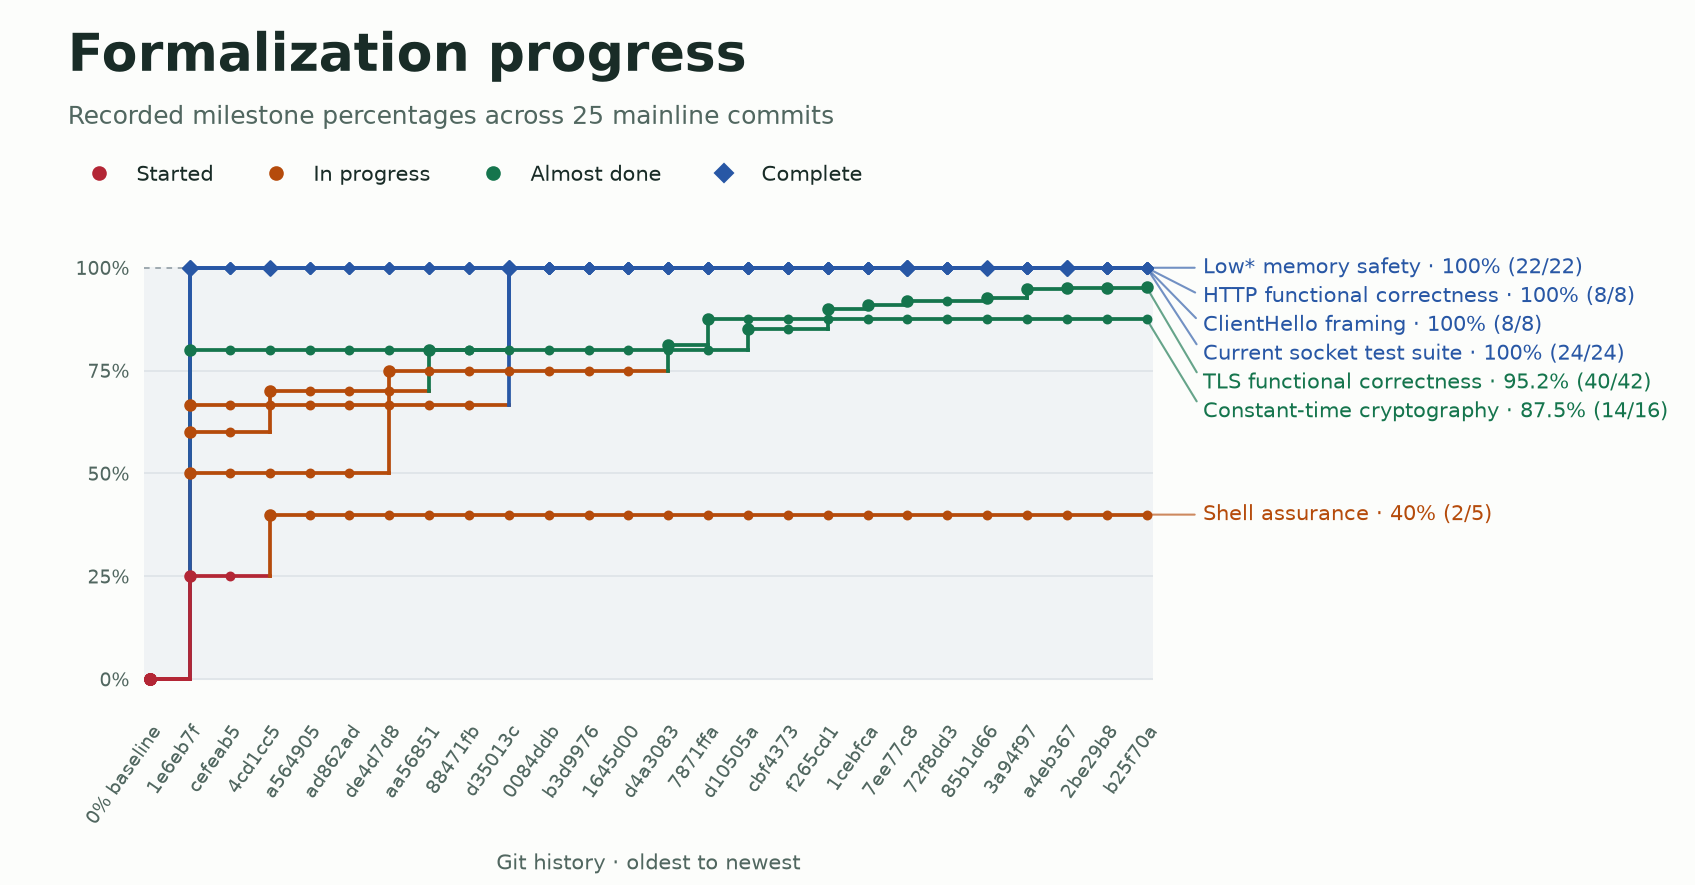 Formalization progress
Recorded milestone percentages across 25 mainline commits
Started
In progress
Almost done
Complete
100%
75%
50%
25%
0%
Low* memory safety · 100% (22/22)
HTTP functional correctness · 100% (8/8)
ClientHello framing · 100% (8/8)
Current socket test suite · 100% (24/24)
TLS functional correctness · 95.2% (40/42)
Constant-time cryptography · 87.5% (14/16)
Shell assurance · 40% (2/5)
0% baseline
1e6eb7f
cefeab5
4cd1cc5
a564905
ad862ad
de4d7d8
aa56851
88471fb
d35013c
0084ddb
b3d9976
1645d00
d4a3083
7871ffa
d10505a
cbf4373
f265cd1
1cebfca
7ee77c8
72f8dd3
85b1d66
3a94f97
a4eb367
2be29b8
b25f70a
Git history · oldest to newest